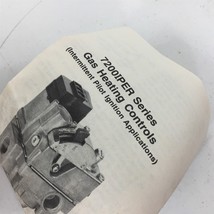 7200IPER Series
Gas Heating Controls
(Intermittent Pilot Ignition Applications)